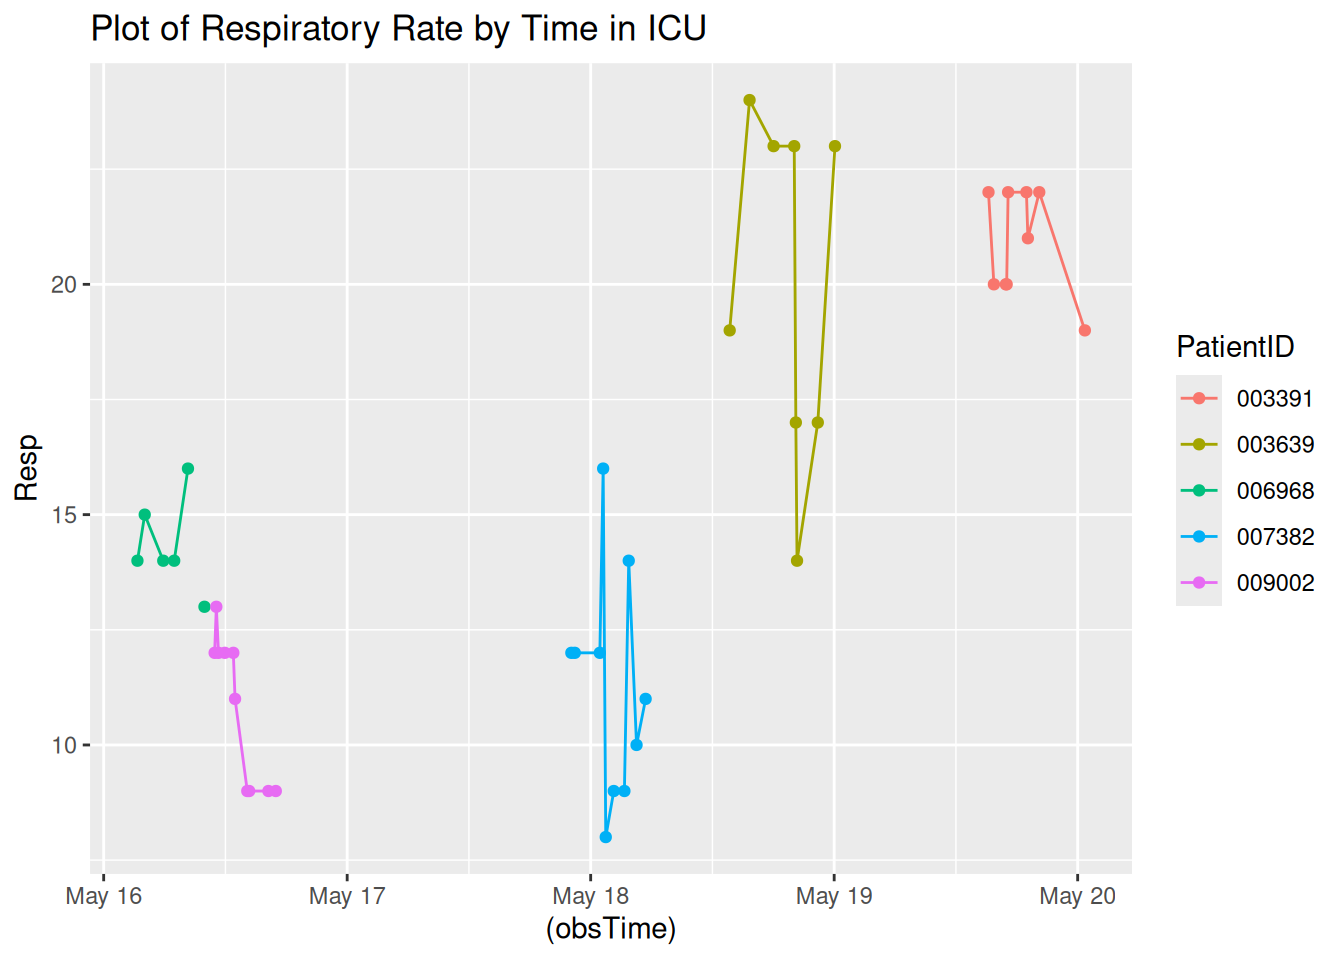 Plot of Respiratory Rate by Time in ICU
20
15
10
Resp
May 16
May 17
May 18
May 19
May 20
(obsTime)
PatientID
003391
003639
006968
007382
009002